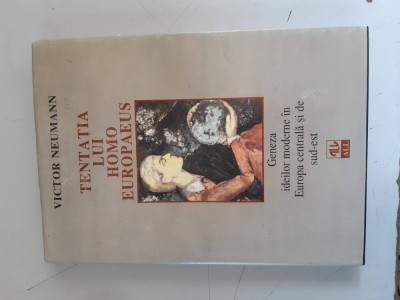 VICTOR NEUMANN
TENTAȚIA
LUI
HOMO
EUROPAEUS
Geneza
ideilor moderne în
Europa centrală și de
sud-est
ALL